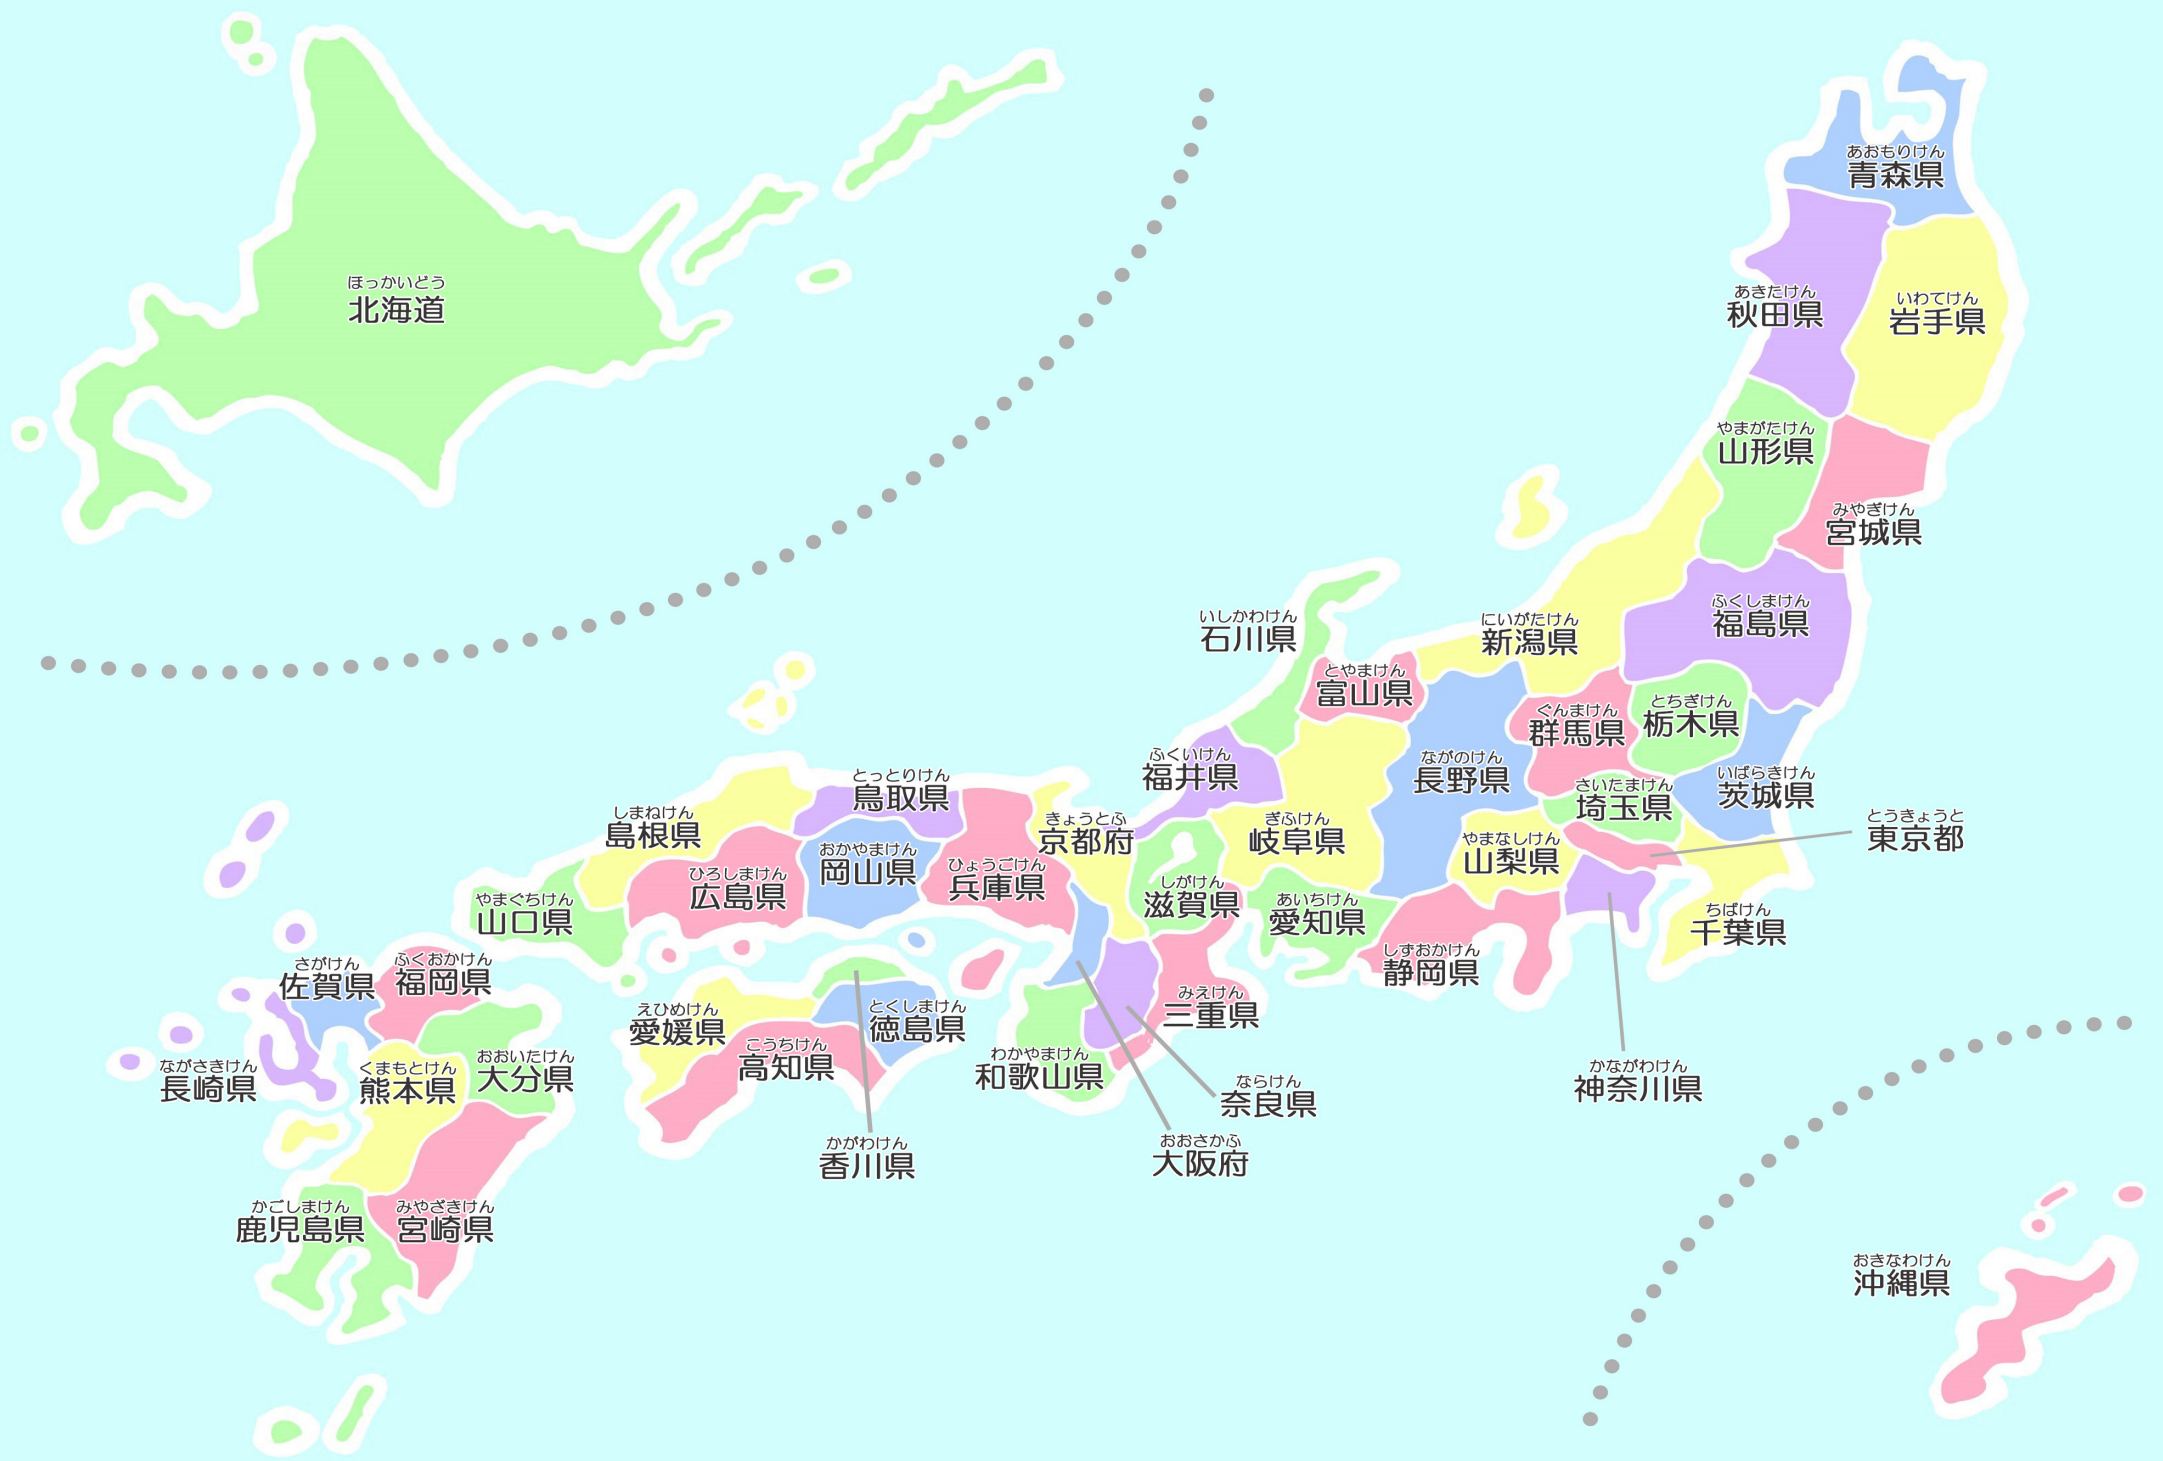 ほっかいどう
北海道
あおもりけん
青森県
あきたけん
秋田県
いわてけん
岩手県
やまがたけん
山形県
みやぎけん
宮城県
ふくしまけん
福島県
いしかわけん
石川県
にいがたけん
新潟県
とやまけん
富山県
ぐんまけん
群馬県
とちぎけん
栃木県
ふくいけん
福井県
ながのけん
長野県
さいたまけん
埼玉県
いばらきけん
茨城県
とっとりけん
鳥取県
しまねけん
島根県
きょうとふ
京都府
ぎふけん
岐阜県
やまなしけん
山梨県
とうきょうと
東京都
おかやまけん
岡山県
ひろしまけん
広島県
ひょうごけん
兵庫県
しがけん
滋賀県
あいちけん
愛知県
やまぐちけん
山口県
ちばけん
千葉県
しずおかけん
静岡県
さがけん
佐賀県
ふくおかけん
福岡県
みえけん
三重県
えひめけん
愛媛県
とくしまけん
徳島県
こうちけん
高知県
わかやまけん
和歌山県
おおいたけん
大分県
ながさきけん
長崎県
くまもとけん
熊本県
ならけん
奈良県
かながわけん
神奈川県
かがわけん
香川県
おおさかふ
大阪府
かごしまけん
鹿児島県
みやざきけん
宮崎県
おきなわけん
沖縄県